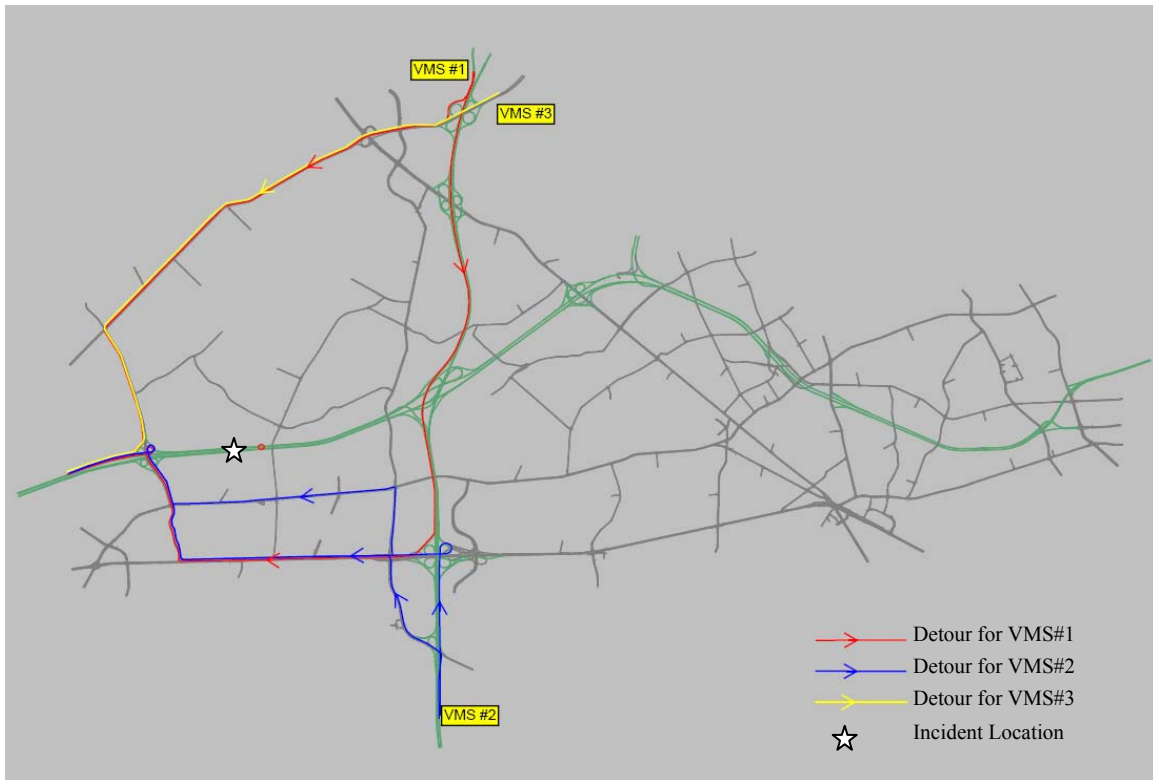 VMS #1
VMS #3
VMS #2
Detour for VMS#1
Detour for VMS#2
Detour for VMS#3
Incident Location